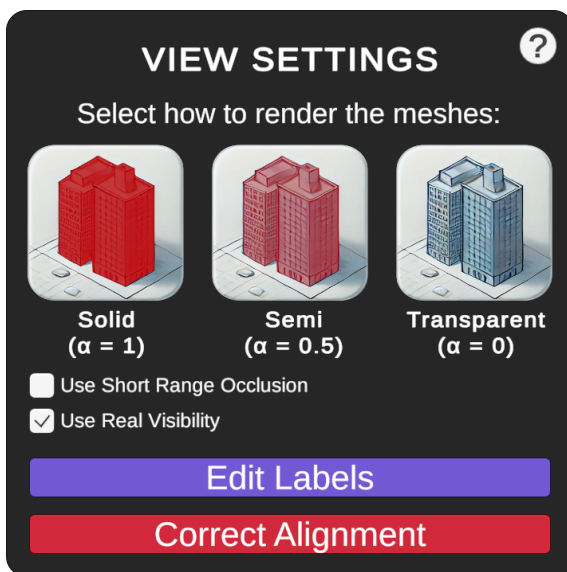 VIEW SETTINGS
?
Select how to render the meshes:
Solid
(α = 1)
Semi
(α = 0.5)
Transparent
(α = 0)
Use Short Range Occlusion
Use Real Visibility
Edit Labels
Correct Alignment